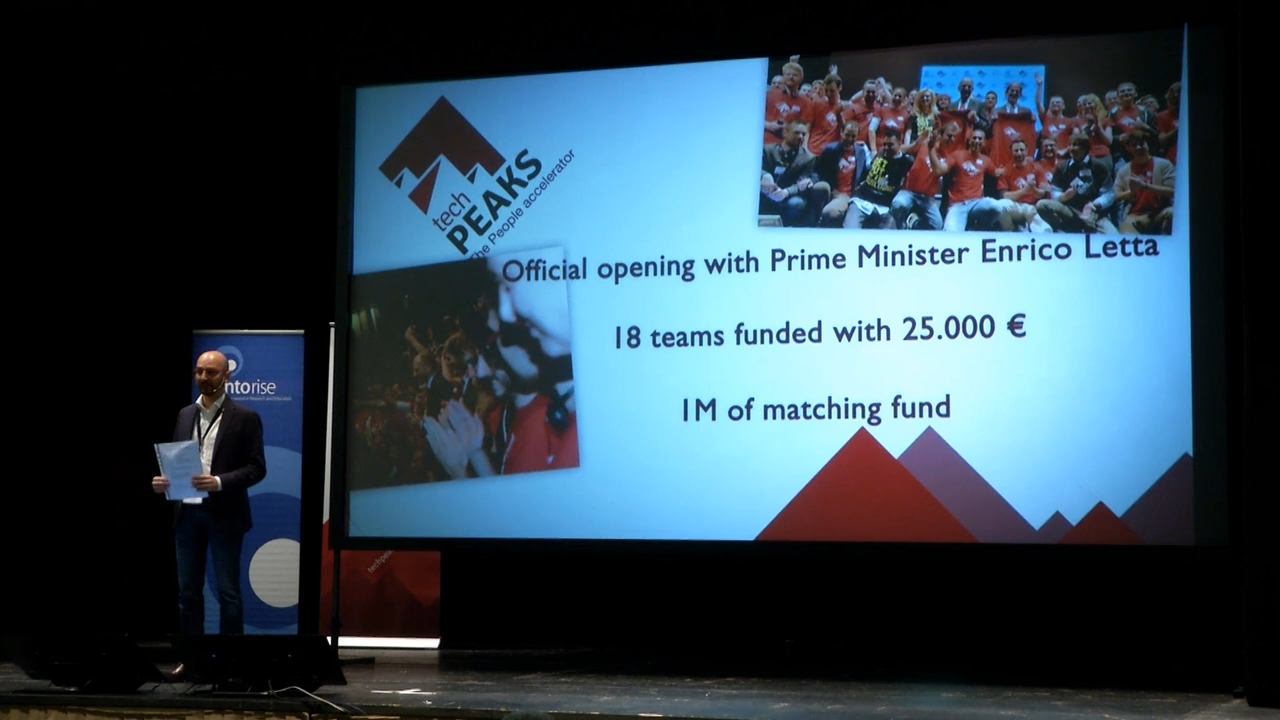 tech
PEAKS
the People accelerator
Official opening with Prime Minister Enrico Letta
18 teams funded with 25.000 €
1M of matching fund
ntorise
techpea